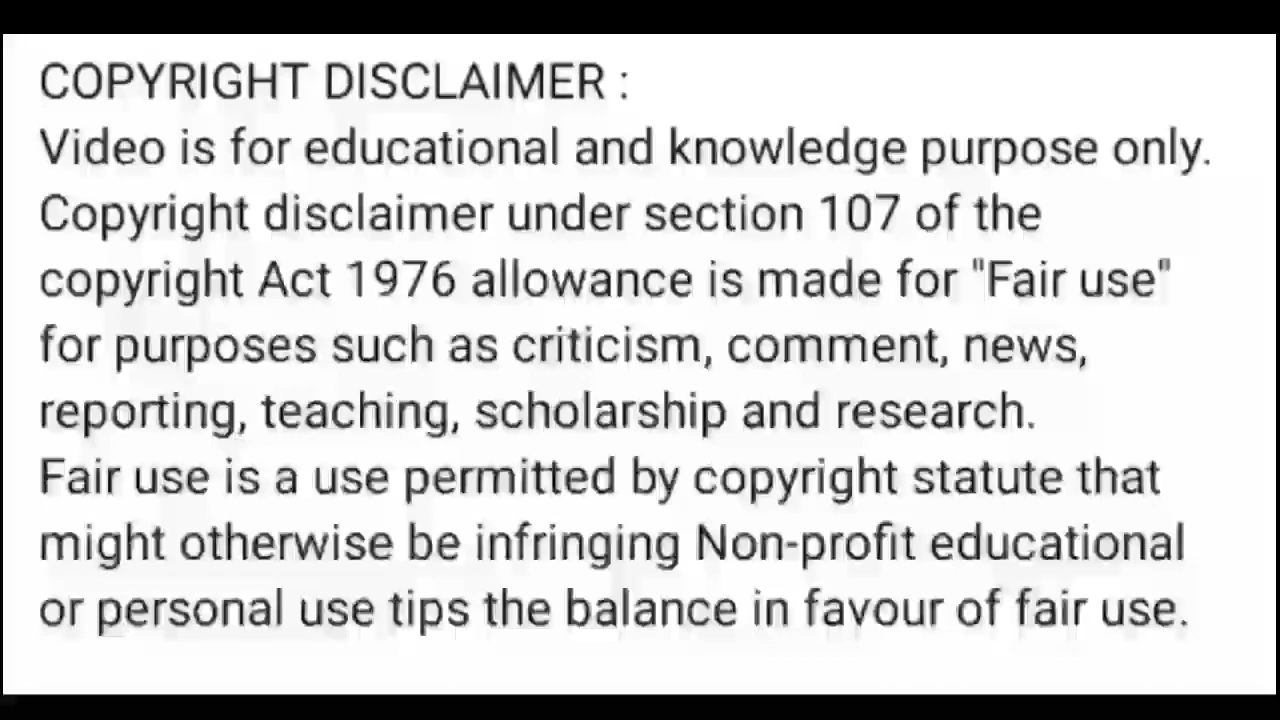 COPYRIGHT DISCLAIMER :
Video is for educational and knowledge purpose only.
Copyright disclaimer under section 107 of the
copyright Act 1976 allowance is made for "Fair use"
for purposes such as criticism, comment, news,
reporting, teaching, scholarship and research.
Fair use is a use permitted by copyright statute that
might otherwise be infringing Non-profit educational
or personal use tips the balance in favour of fair use.